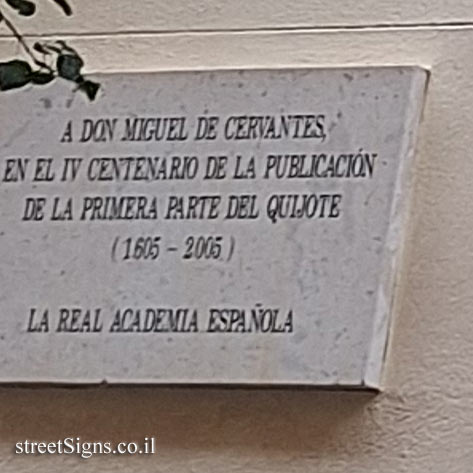 A DON MIGUEL DE CERVANTES,
EN EL IV CENTENARIO DE LA PUBLICACIÓN
DE LA PRIMERA PARTE DEL QUIJOTE
(1605 - 2005)
LA REAL ACADEMIA ESPAÑOLA
streetSigns.co.il